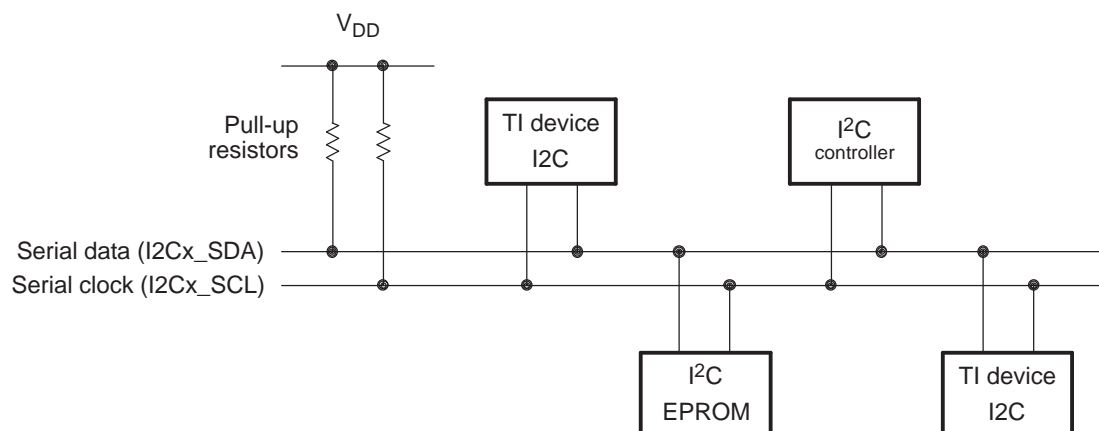 V_DD
Pull-up
resistors
TI device
I2C
I²C
controller
Serial data (I2Cx_SDA)
Serial clock (I2Cx_SCL)
I²C
EPROM
TI device
I2C